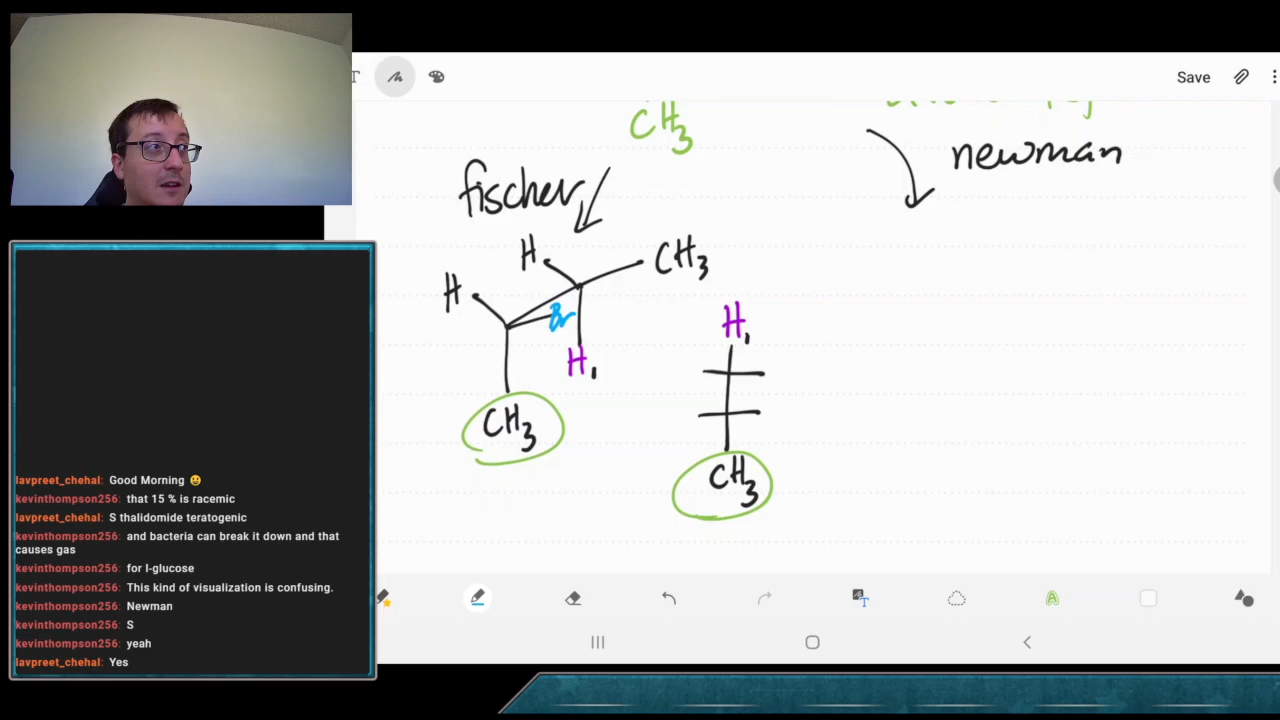 T
Save
CH3
newman
fischer
H
CH3
H
Br
H,
H,
CH3
CH3
lavpreet_chehal: Good Morning 😃
kevinthompson256: that 15 % is racemic
lavpreet_chehal: S thalidomide teratogenic
kevinthompson256: and bacteria can break it down and that
causes gas
kevinthompson256: for l-glucose
kevinthompson256: This kind of visualization is confusing.
kevinthompson256: Newman
kevinthompson256: S
kevinthompson256: yeah
lavpreet_chehal: Yes
T
A